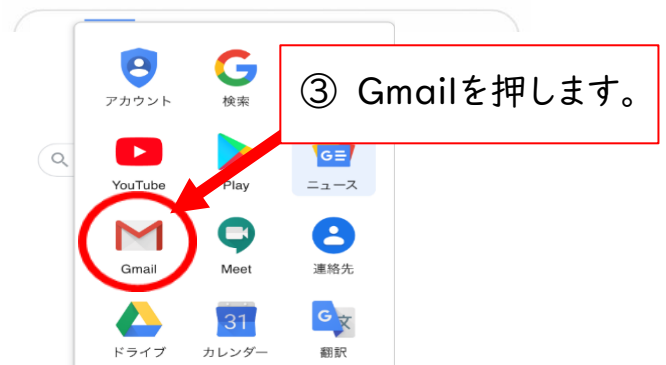 アカウント
検索
③ Gmailを押します。
YouTube
Play
ニュース
Gmail
Meet
連絡先
31
G 文
ドライブ
カレンダー
翻訳